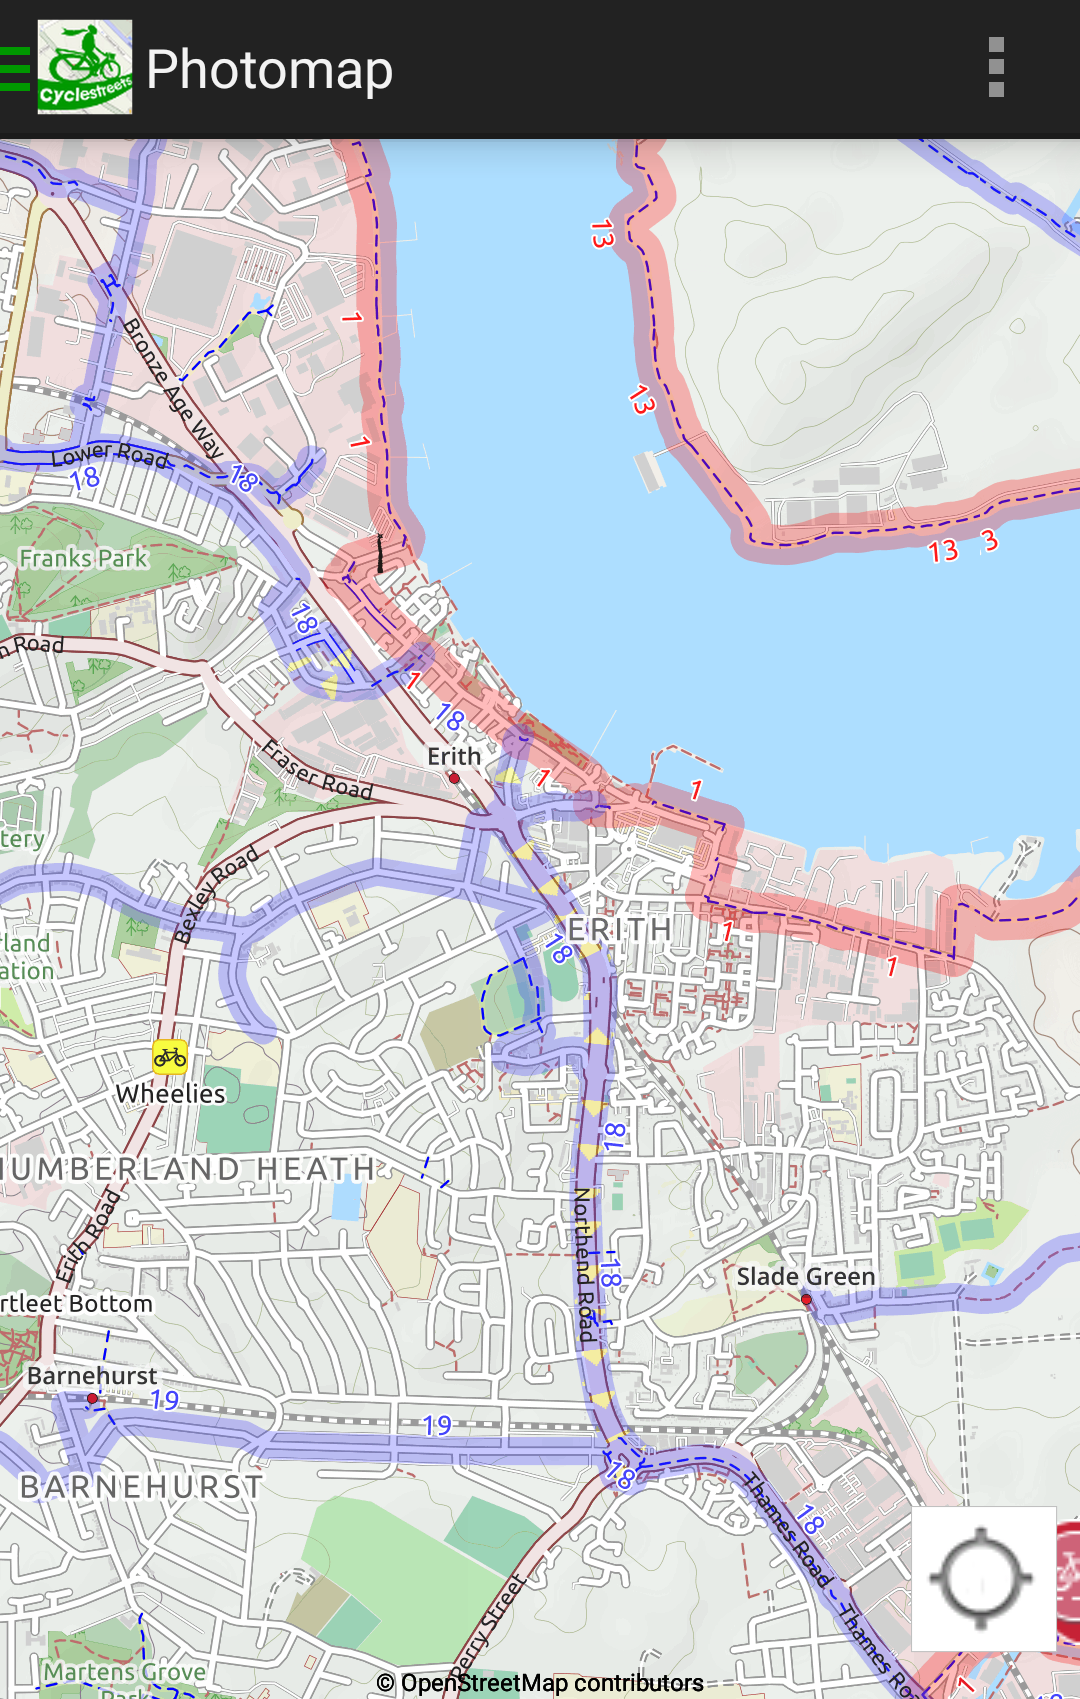 cyclestreets
Photomap
13
1
13
1
Bronze Age Way
Lower Road
18
18
13
3
Franks Park
18
n Road
1
18
Erith
1
1
Fraser Road
tery
Bexley Road
ERITH
18
1
1
rland
ation
Wheelies
18
UMBERLAND HEATH
Northend Road
18
Erith Road
Slade Green
rtleet Bottom
Barnehurst
19
19
BARNEHURST
18
Thames Road
18
Perry Street
Thames Roa
Martens Grove
Park
1
© OpenStreetMap contributors